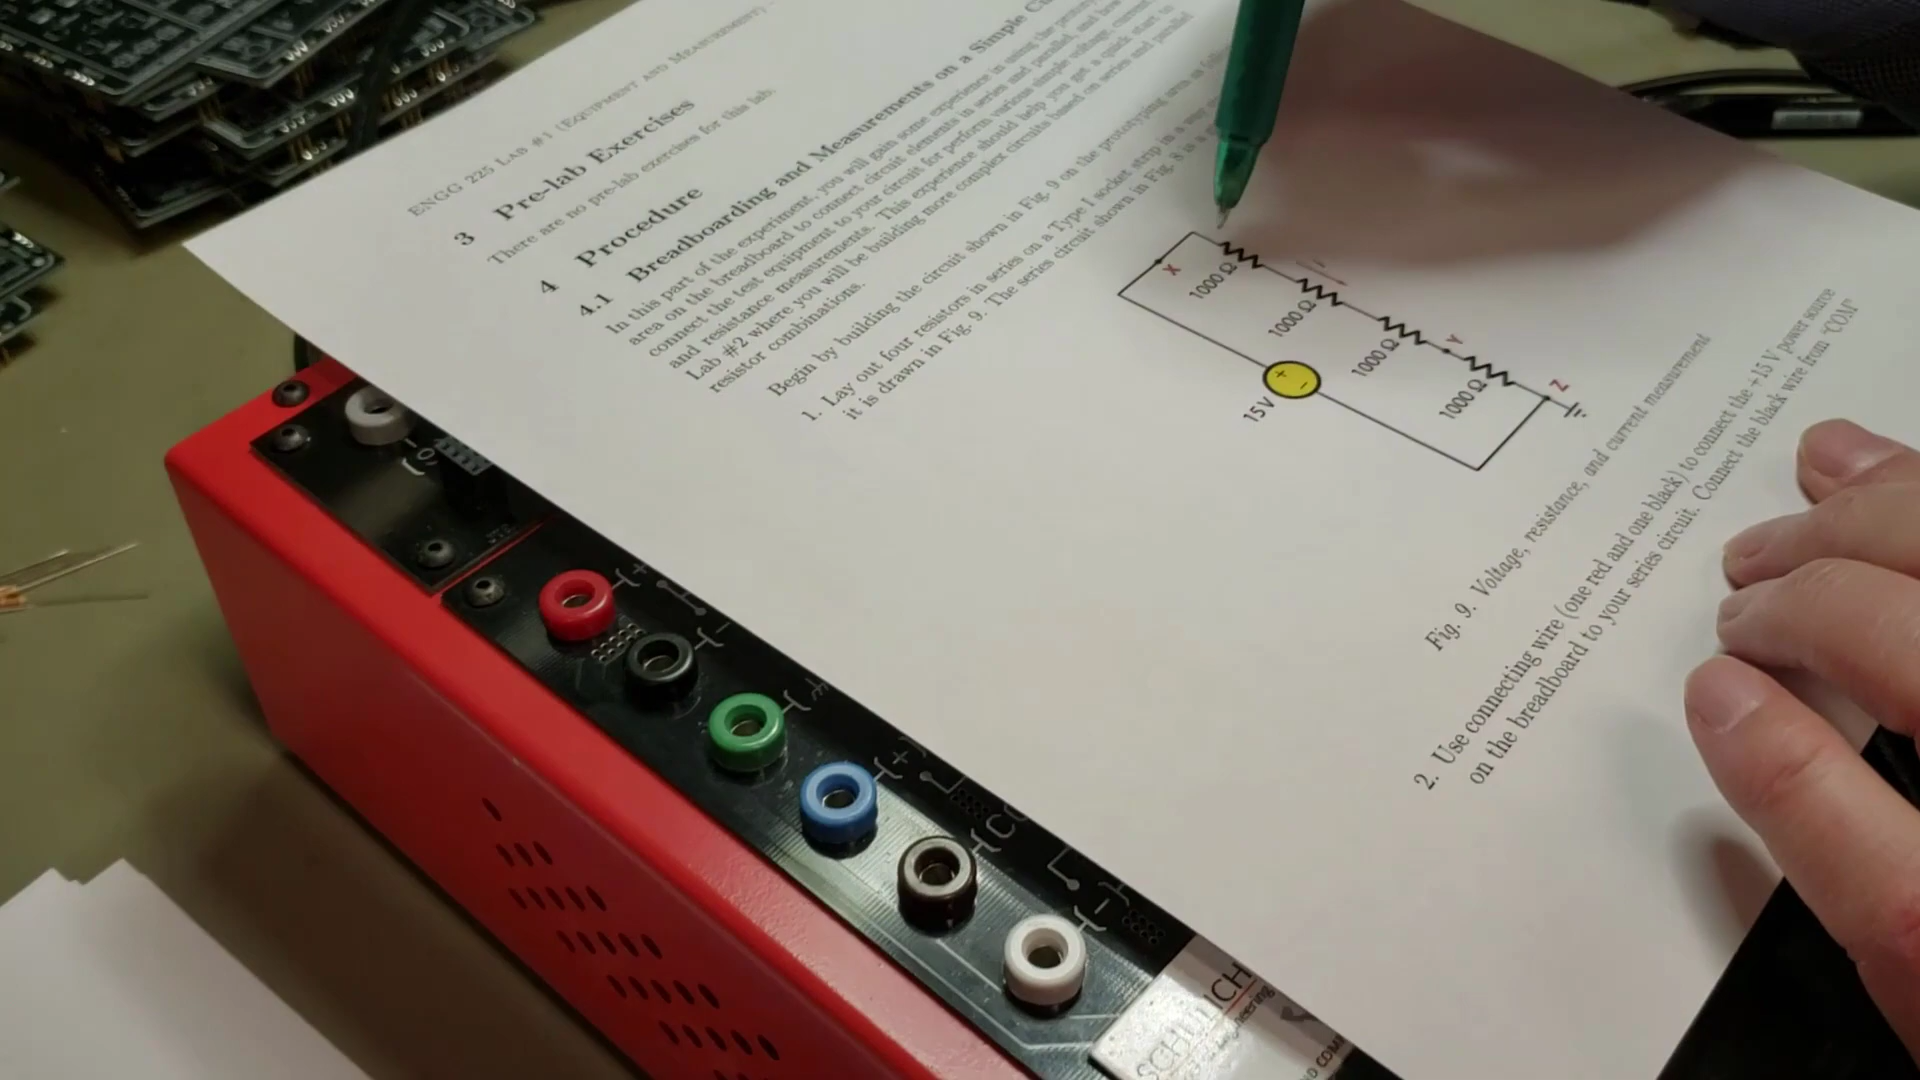 ENGG 225 LAB #1 (EQUIPMENT AND MEASUREMENT)
3 Pre-lab Exercises
There are no pre-lab exercises for this lab.
4 Procedure
4.1 Breadboarding and Measurements on a Simple
In this part of the experiment, you will gain some experience in using the
area on the breadboard to connect circuit elements in series and parallel, and how
connect the test equipment to your circuit for perform various simple voltage, current
and resistance measurements. This experience should help you get a quick start in
Lab #2 where you will be building more complex circuits based on series and parallel
resistor combinations.
Begin by building the circuit shown in Fig. 9 on the prototyping area as
1. Lay out four resistors in series on a Type I socket strip in a way
it is drawn in Fig. 9. The series circuit shown in Fig. 8 is a
X
1000 Ω
1000 Ω
1000 Ω
Y
1000 Ω
Z
+
−
15 V
Fig. 9. Voltage, resistance, and current measurement
2. Use connecting wire (one red and one black) to connect the +15 V power source
on the breadboard to your series circuit. Connect the black wire from "COM"
(+
(−
(+
(CO
(−
SCHULICH